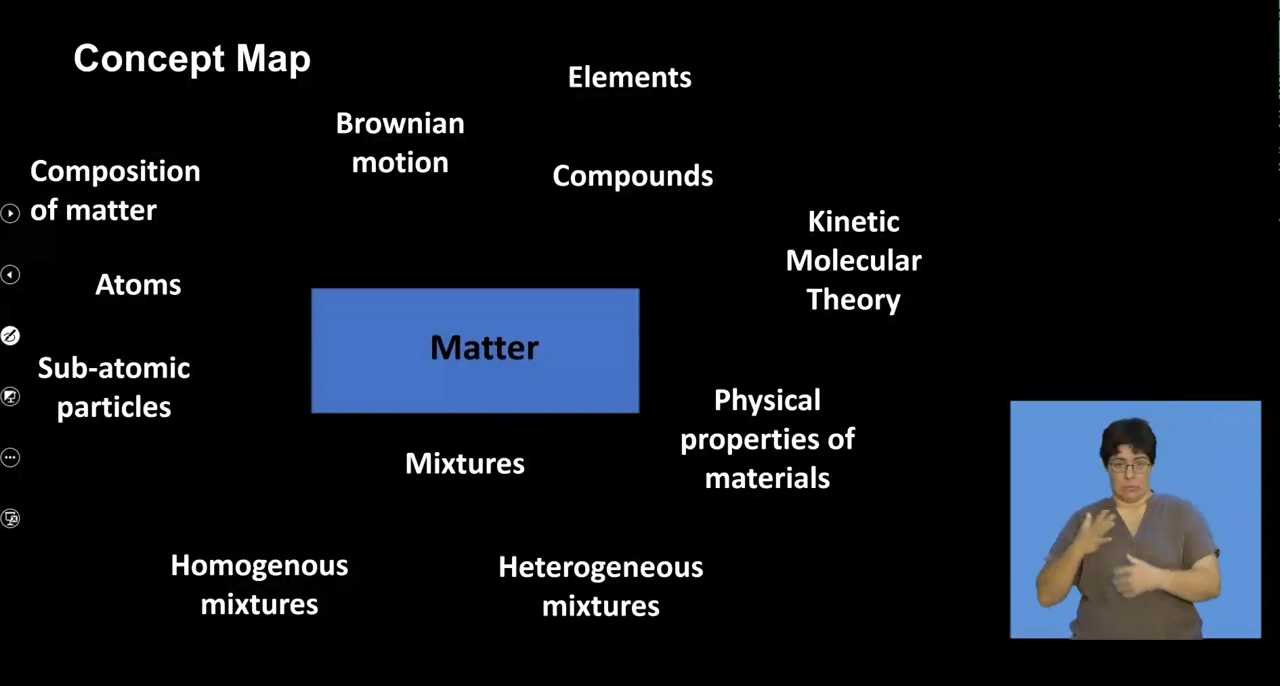 Concept Map
Elements
Brownian
motion
Composition
of matter
Compounds
Kinetic
Molecular
Theory
Atoms
Matter
Sub-atomic
particles
Physical
properties of
materials
Mixtures
Homogenous
mixtures
Heterogeneous
mixtures